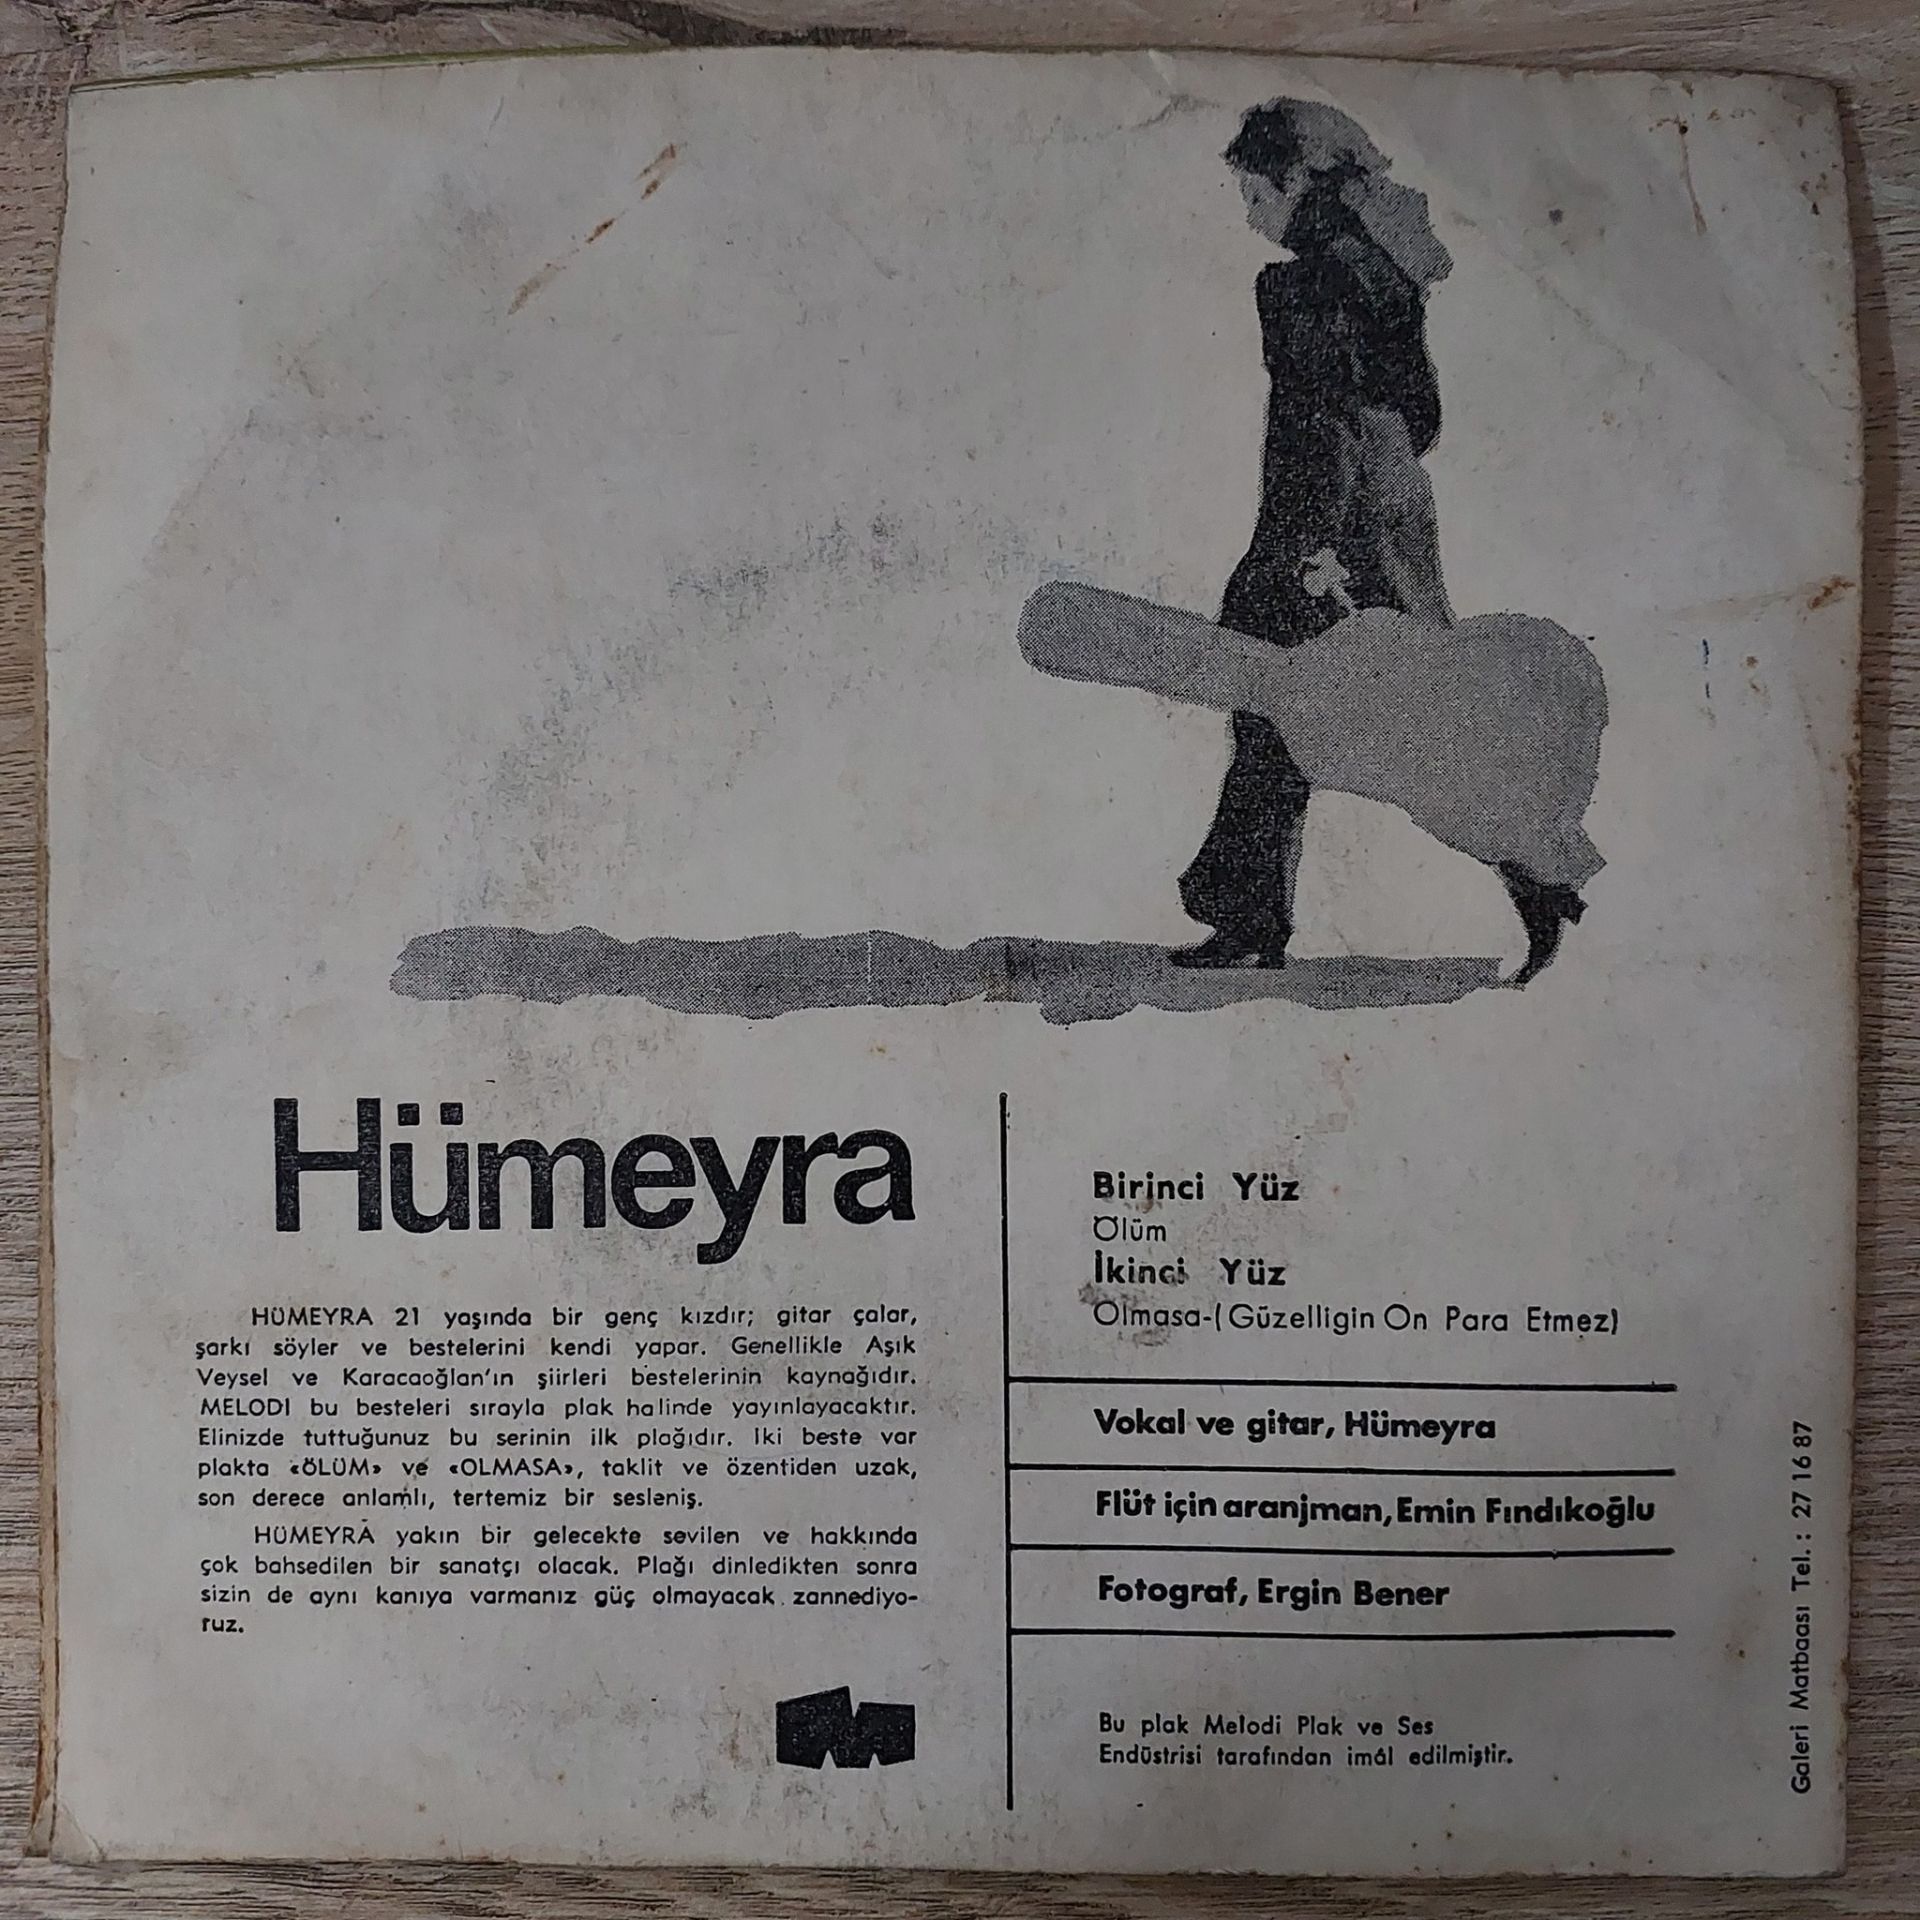 Hümeyra
HÜMEYRA 21 yaşında bir genç kızdır; gitar çalar,
şarkı söyler ve bestelerini kendi yapar. Genellikle Aşık
Veysel ve Karacaoğlan'ın şiirleri bestelerinin kaynağıdır.
MELODI bu besteleri sırayla plak halinde yayınlayacaktır.
Elinizde tuttuğunuz bu serinin ilk plağıdır. İki beste var
plakta «ÖLÜM» ve «OLMASA», taklit ve özentiden uzak,
son derece anlamlı, tertemiz bir sesleniş.
HÜMEYRA yakın bir gelecekte sevilen ve hakkında
çok bahsedilen bir sanatçı olacak. Plağı dinledikten sonra
sizin de aynı kanıya varmanız güç olmayacak zannediyo-
ruz.
Birinci Yüz
Ölüm
İkinci Yüz
Olmasa-(Güzelligin On Para Etmez)
Vokal ve gitar, Hümeyra
Flüt için aranjman, Emin Fındıkoğlu
Fotograf, Ergin Bener
Bu plak Melodi Plak ve Ses
Endüstrisi tarafından imâl edilmiştir.
Galeri Matbaası Tel.: 27 16 87